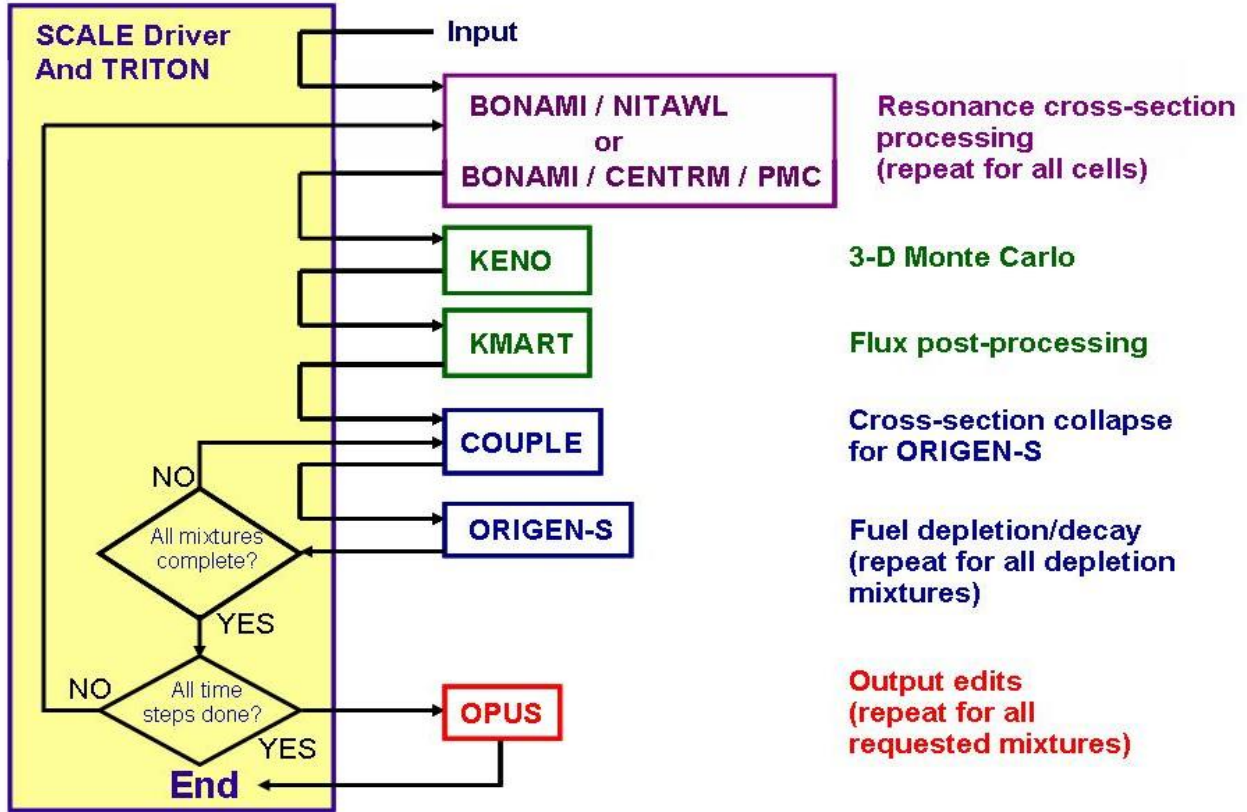 SCALE Driver
And TRITON
Input
BONAMI / NITAWL
or
BONAMI / CENTRM / PMC
Resonance cross-section
processing
(repeat for all cells)
KENO
3-D Monte Carlo
KMART
Flux post-processing
COUPLE
Cross-section collapse
for ORIGEN-S
NO
All mixtures
complete?
YES
ORIGEN-S
Fuel depletion/decay
(repeat for all depletion
mixtures)
NO
All time
steps done?
YES
OPUS
Output edits
(repeat for all
requested mixtures)
End